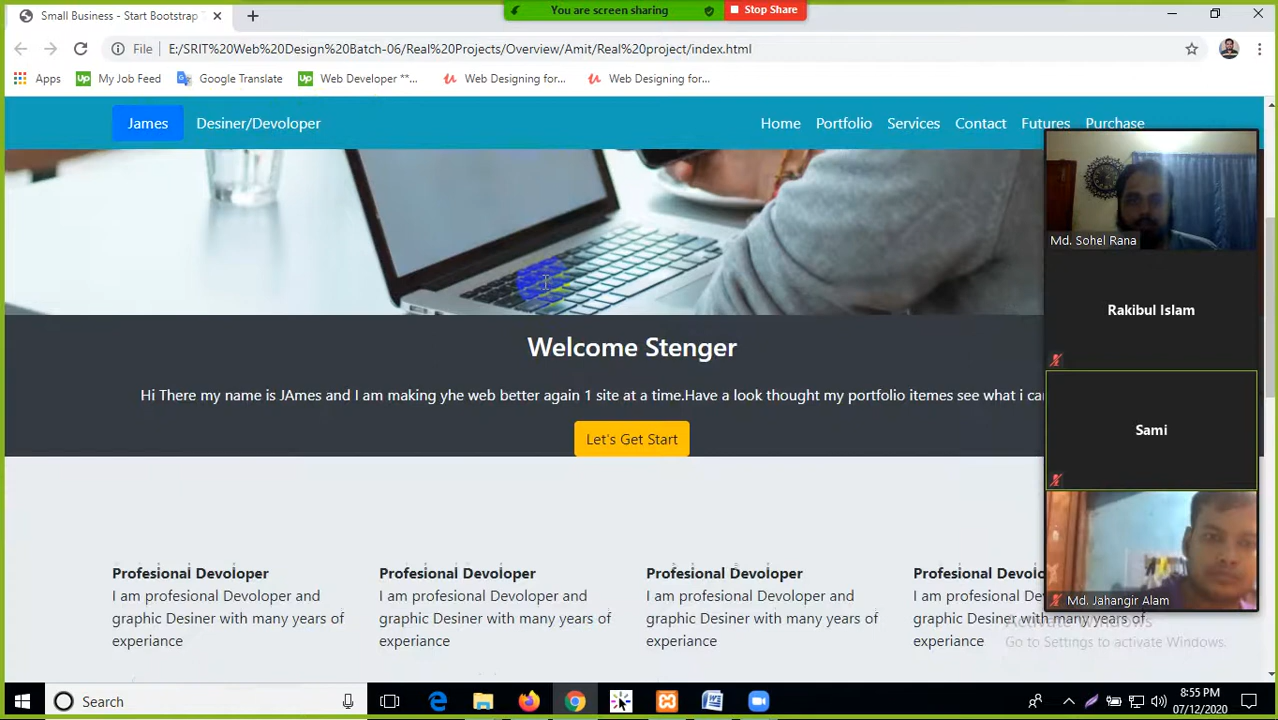 Small Business - Start Bootstrap
You are screen sharing
Stop Share
File
E:/SRIT%20Web%20Design%20Batch-06/Real%20Projects/Overview/Amit/Real%20project/index.html
Apps
My Job Feed
Google Translate
Web Developer **...
Web Designing for...
Web Designing for...
James
Desiner/Devoloper
Home
Portfolio
Services
Contact
Futures
Purchase
Md. Sohel Rana
Rakibul Islam
Sami
Md. Jahangir Alam
Welcome Stenger
Hi There my name is JAmes and I am making yhe web better again 1 site at a time.Have a look thought my portfolio itemes see what i
Let's Get Start
Profesional Devoloper
I am profesional Devoloper and
graphic Desiner with many years of
experiance
Profesional Devoloper
I am profesional Devoloper and
graphic Desiner with many years of
experiance
Profesional Devoloper
I am profesional Devoloper and
graphic Desiner with many years of
experiance
Profesional
I am profesional Devoloper and
graphic Desiner with many years of
experiance
Activate Windows
Go to Settings to activate Windows.
Search
8:55 PM
07/12/2020